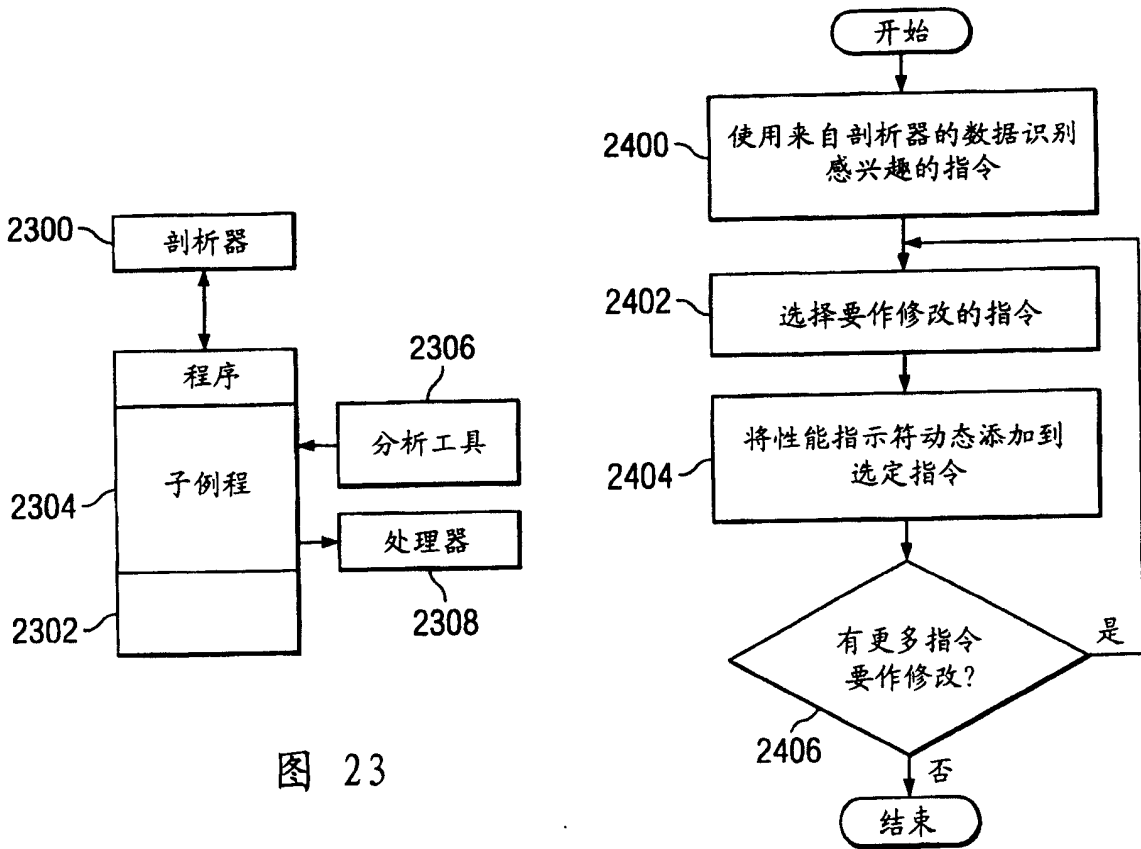 2300
剖析器
程序
2306
分析工具
2304
子例程
处理器
2302
2308
图 23
开始
2400
使用来自剖析器的数据识别
感兴趣的指令
2402
选择要作修改的指令
2404
将性能指示符动态添加到
选定指令
有更多指令
要作修改?
是
2406
否
结束